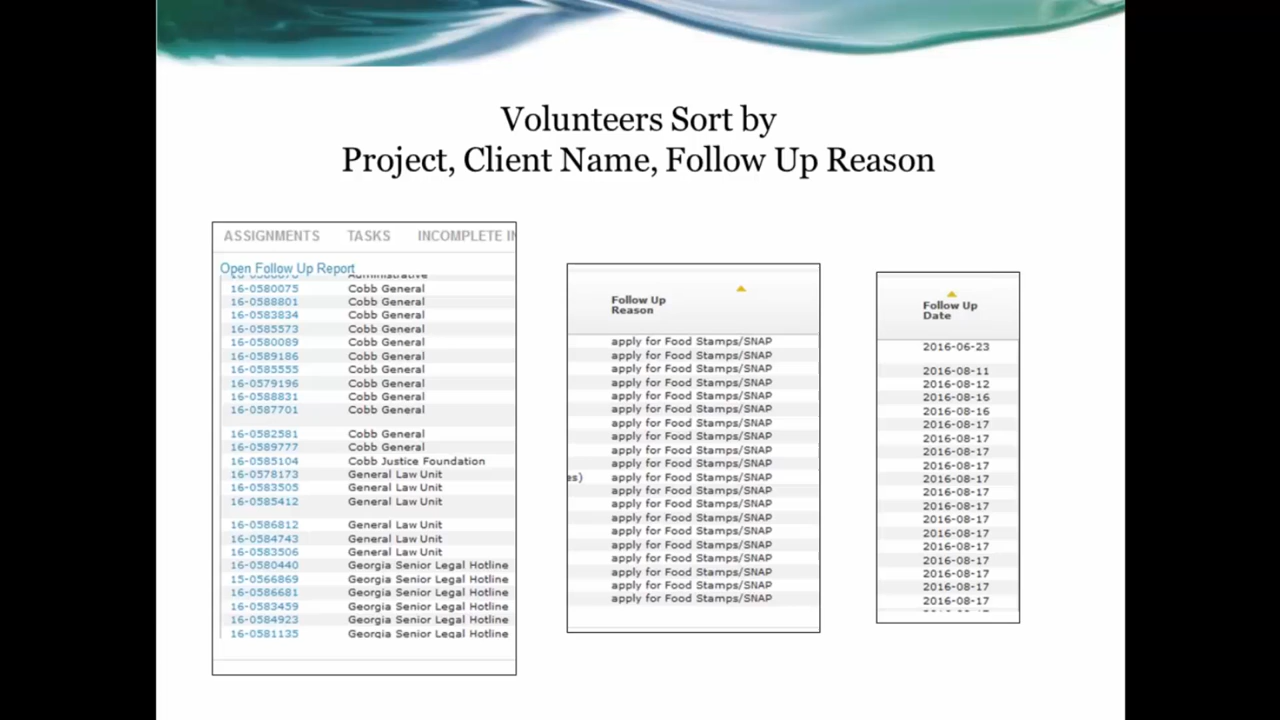 Volunteers Sort by
Project, Client Name, Follow Up Reason
ASSIGNMENTS TASKS INCOMPLETE IN
Open Follow Up Report
Administrative
16-0580075 Cobb General
16-0588801 Cobb General
16-0583834 Cobb General
16-0585573 Cobb General
16-0580089 Cobb General
16-0589186 Cobb General
16-0585555 Cobb General
16-0579196 Cobb General
16-0588831 Cobb General
16-0587701 Cobb General
16-0582581 Cobb General
16-0589777 Cobb General
16-0585104 Cobb Justice Foundation
16-0578173 General Law Unit
16-0583505 General Law Unit
16-0585412 General Law Unit
16-0586812 General Law Unit
16-0584743 General Law Unit
16-0583506 General Law Unit
16-0580440 Georgia Senior Legal Hotline
15-0566869 Georgia Senior Legal Hotline
16-0586681 Georgia Senior Legal Hotline
16-0583459 Georgia Senior Legal Hotline
16-0584923 Georgia Senior Legal Hotline
16-0581135 Georgia Senior Legal Hotline
Follow Up
Reason
apply for Food Stamps/SNAP
apply for Food Stamps/SNAP
apply for Food Stamps/SNAP
apply for Food Stamps/SNAP
apply for Food Stamps/SNAP
apply for Food Stamps/SNAP
apply for Food Stamps/SNAP
apply for Food Stamps/SNAP
apply for Food Stamps/SNAP
apply for Food Stamps/SNAP
es) apply for Food Stamps/SNAP
apply for Food Stamps/SNAP
apply for Food Stamps/SNAP
apply for Food Stamps/SNAP
apply for Food Stamps/SNAP
apply for Food Stamps/SNAP
apply for Food Stamps/SNAP
apply for Food Stamps/SNAP
apply for Food Stamps/SNAP
apply for Food Stamps/SNAP
Follow Up
Date
2016-06-23
2016-08-11
2016-08-12
2016-08-16
2016-08-16
2016-08-17
2016-08-17
2016-08-17
2016-08-17
2016-08-17
2016-08-17
2016-08-17
2016-08-17
2016-08-17
2016-08-17
2016-08-17
2016-08-17
2016-08-17
2016-08-17